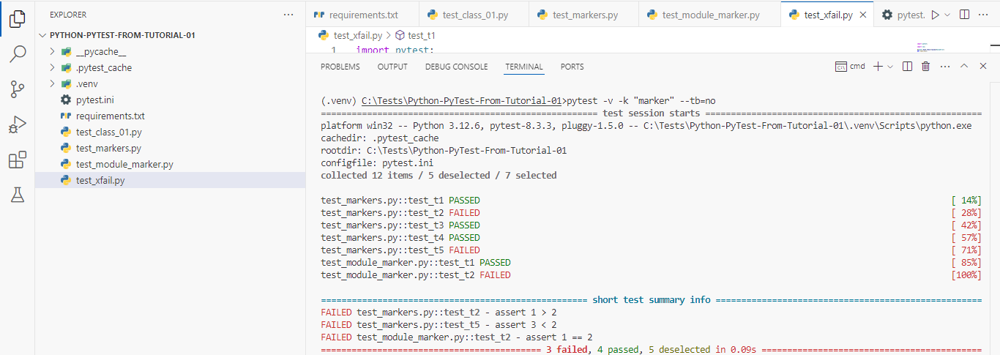 EXPLORER
PYTHON-PYTEST-FROM-TUTORIAL-01
__pycache__
.pytest_cache
.venv
pytest.ini
requirements.txt
test_class_01.py
test_markers.py
test_module_marker.py
test_xfail.py
requirements.txt test_class_01.py test_markers.py test_module_marker.py test_xfail.py pytest.
test_xfail.py > test_t1
1 import pytest;
PROBLEMS OUTPUT DEBUG CONSOLE TERMINAL PORTS cmd
(.venv) C:\Tests\Python-PyTest-From-Tutorial-01>pytest -v -k "marker" --tb=no
====================================================== test session starts ======================================================
platform win32 -- Python 3.12.6, pytest-8.3.3, pluggy-1.5.0 -- C:\Tests\Python-PyTest-From-Tutorial-01\.venv\Scripts\python.exe
cachedir: .pytest_cache
rootdir: C:\Tests\Python-PyTest-From-Tutorial-01
configfile: pytest.ini
collected 12 items / 5 deselected / 7 selected
test_markers.py::test_t1 PASSED [ 14%]
test_markers.py::test_t2 FAILED [ 28%]
test_markers.py::test_t3 PASSED [ 42%]
test_markers.py::test_t4 PASSED [ 57%]
test_markers.py::test_t5 FAILED [ 71%]
test_module_marker.py::test_t1 PASSED [ 85%]
test_module_marker.py::test_t2 FAILED [100%]
==================================================== short test summary info ====================================================
FAILED test_markers.py::test_t2 - assert 1 > 2
FAILED test_markers.py::test_t5 - assert 3 < 2
FAILED test_module_marker.py::test_t2 - assert 1 == 2
=========================================== 3 failed, 4 passed, 5 deselected in 0.09s ===========================================